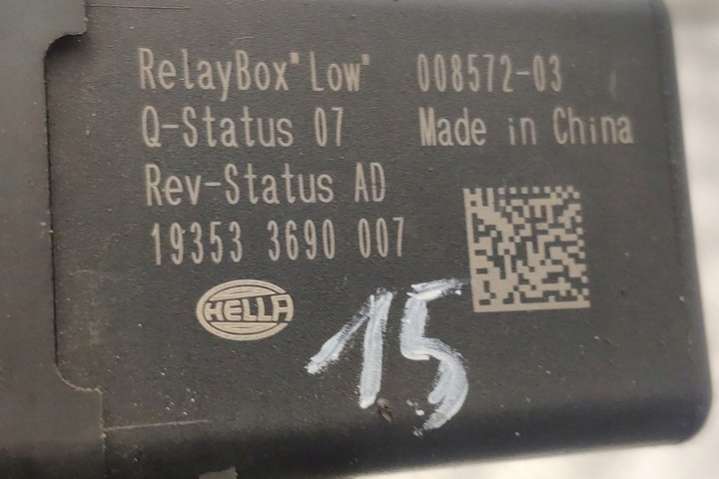 RelayBox"Low" 008572-03
Q-Status 07 Made in China
Rev-Status AD
19353 3690 007
HELLA
15